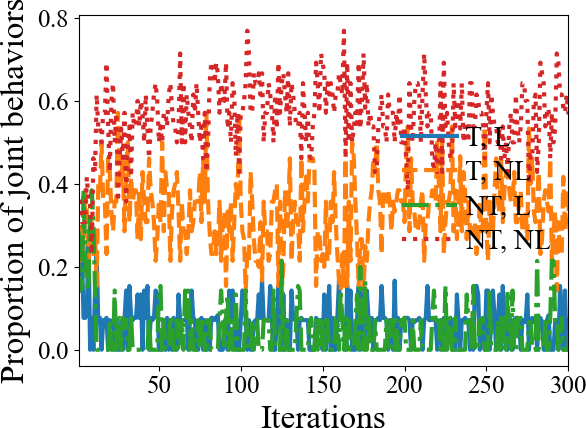 Proportion of joint behaviors
0.8
0.6
0.4
0.2
0.0
T, L
T, NL
NT, L
NT, NL
50
100
150
200
250
300
Iterations